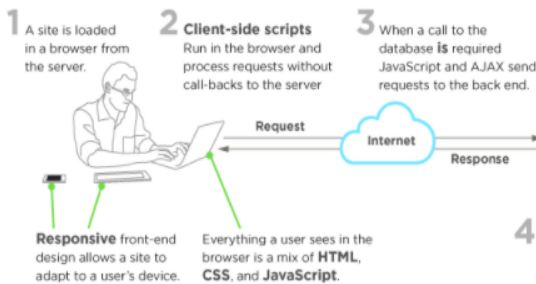 1 A site is loaded
in a browser from
the server.
2 Client-side scripts
Run in the browser and
process requests without
call-backs to the server
3 When a call to the
database is required
JavaScript and AJAX send
requests to the back end.
Request
Internet
Response
Responsive front-end
design allows a site to
adapt to a user's device.
Everything a user sees in the
browser is a mix of HTML,
CSS, and JavaScript.
4